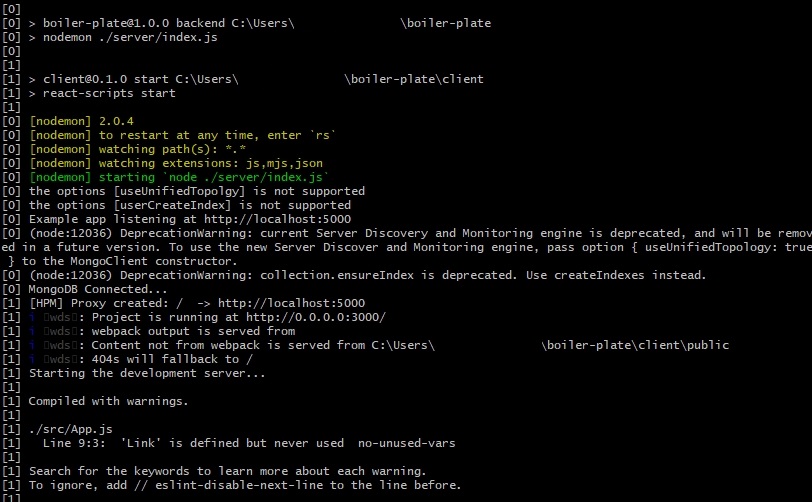 [0]
[0] > boiler-plate@1.0.0 backend C:\Users\ \boiler-plate
[0] > nodemon ./server/index.js
[0]
[1]
[1] > client@0.1.0 start C:\Users\ \boiler-plate\client
[1] > react-scripts start
[1]
[0] [nodemon] 2.0.4
[0] [nodemon] to restart at any time, enter `rs`
[0] [nodemon] watching path(s): *.*
[0] [nodemon] watching extensions: js,mjs,json
[0] [nodemon] starting `node ./server/index.js`
[0] the options [useUnifiedTopolgy] is not supported
[0] the options [userCreateIndex] is not supported
[0] Example app listening at http://localhost:5000
[0] (node:12036) DeprecationWarning: current Server Discovery and Monitoring engine is deprecated, and will be remov
ed in a future version. To use the new Server Discover and Monitoring engine, pass option { useUnifiedTopology: true
 } to the MongoClient constructor.
[0] (node:12036) DeprecationWarning: collection.ensureIndex is deprecated. Use createIndexes instead.
[0] MongoDB Connected...
[1] [HPM] Proxy created: /  -> http://localhost:5000
[1] i 「wds」: Project is running at http://0.0.0.0:3000/
[1] i 「wds」: webpack output is served from
[1] i 「wds」: Content not from webpack is served from C:\Users\ \boiler-plate\client\public
[1] i 「wds」: 404s will fallback to /
[1] Starting the development server...
[1]
[1] Compiled with warnings.
[1]
[1] ./src/App.js
[1]   Line 9:3:  'Link' is defined but never used  no-unused-vars
[1]
[1] Search for the keywords to learn more about each warning.
[1] To ignore, add // eslint-disable-next-line to the line before.
[1]